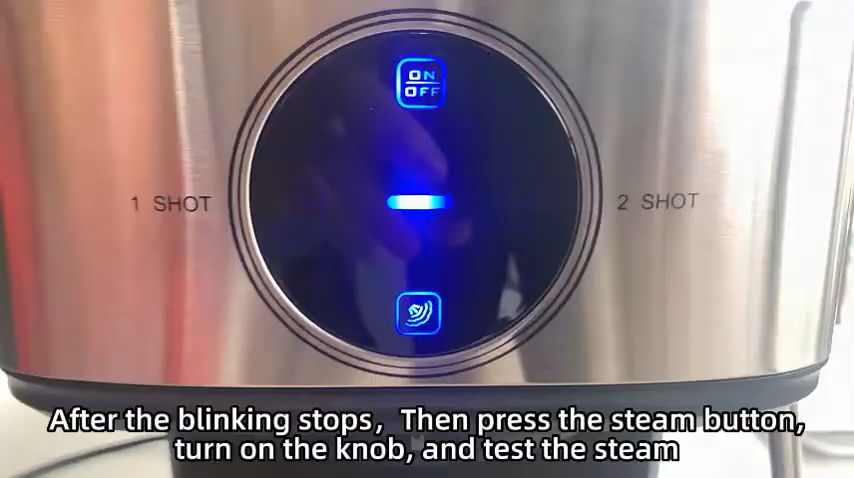 ON
OFF
1 SHOT
2 SHOT
After the blinking stops, Then press the steam button,
turn on the knob, and test the steam